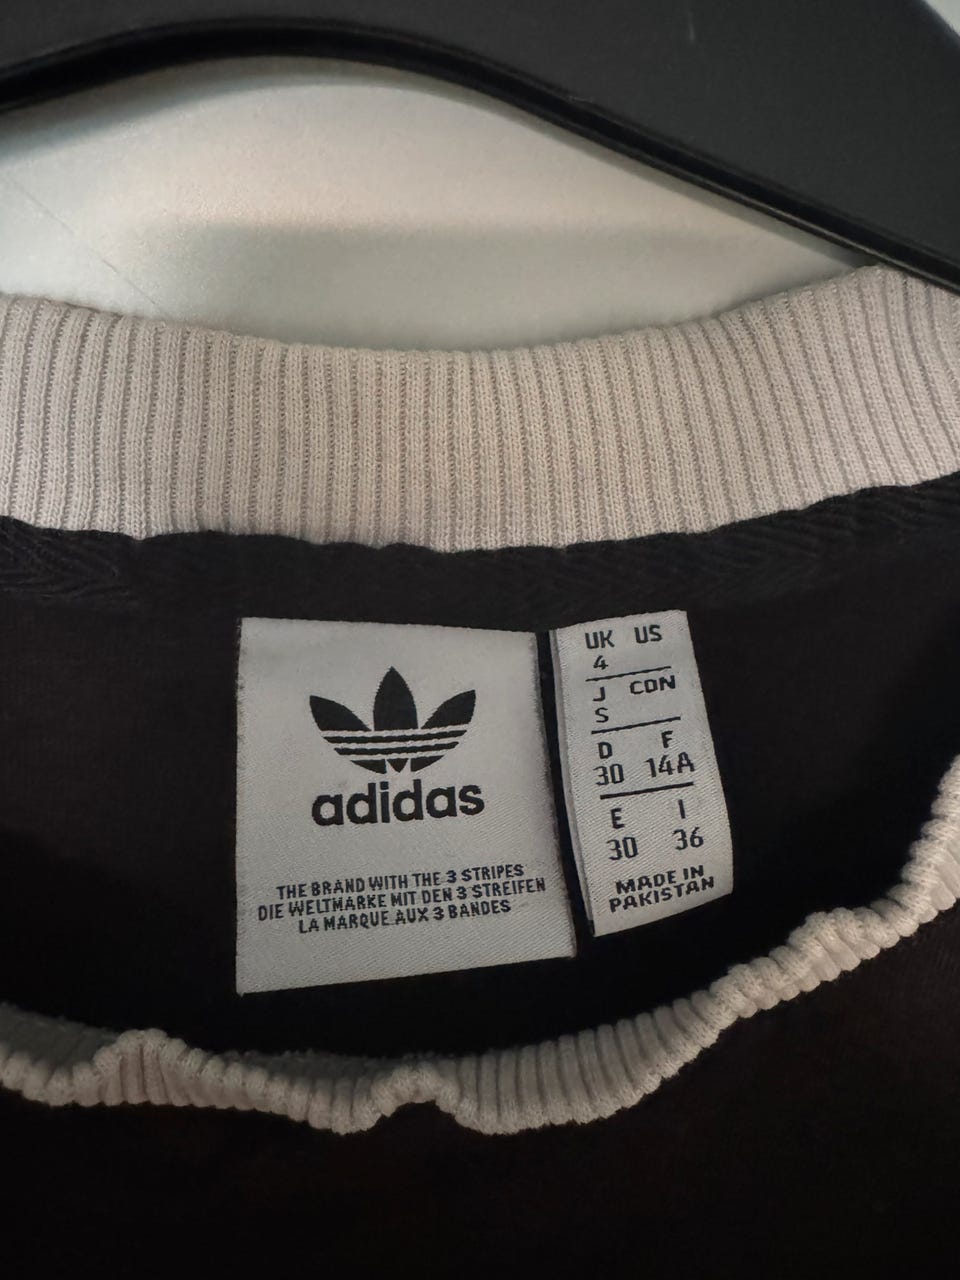 adidas
THE BRAND WITH THE 3 STRIPES
DIE WELTMARKE MIT DEN 3 STREIFEN
LA MARQUE AUX 3 BANDES
UK US
4
J CON
S
D F
30 14A
E I
30 36
MADE IN
PAKISTAN